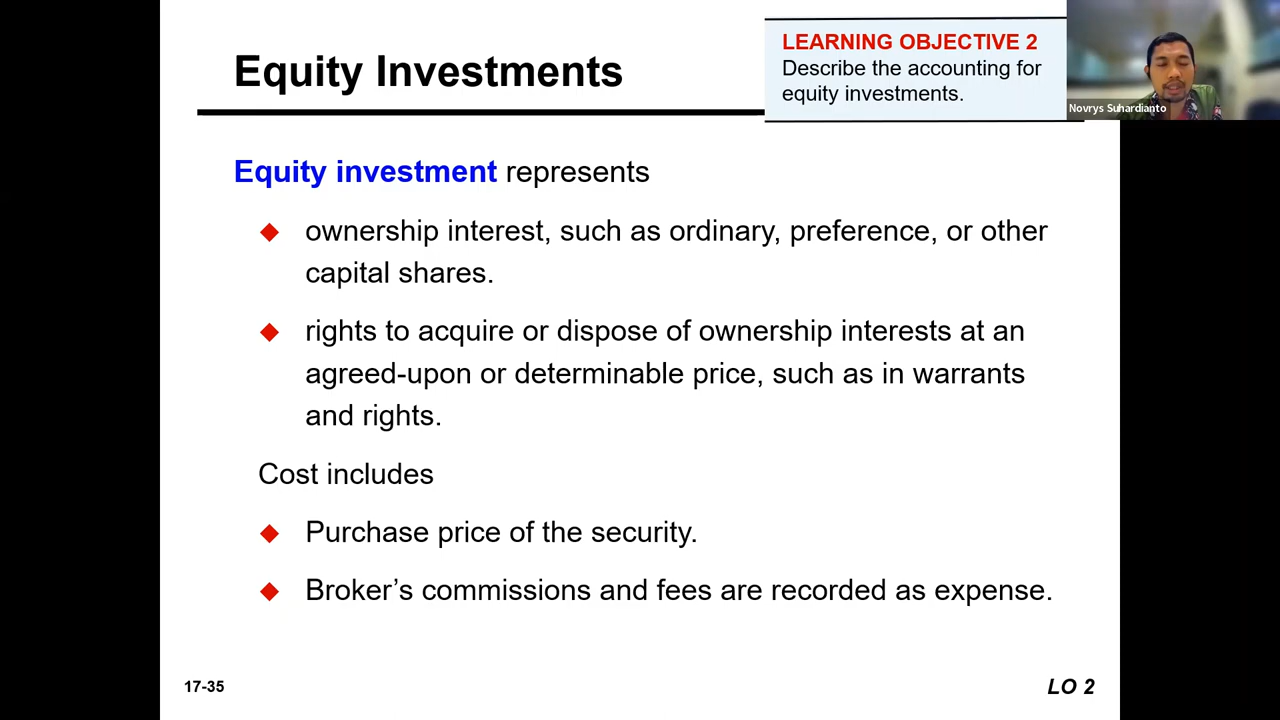 Equity Investments
LEARNING OBJECTIVE 2
Describe the accounting for
equity investments.
Novrys Suhardianto
Equity investment represents
◆ ownership interest, such as ordinary, preference, or other
capital shares.
◆ rights to acquire or dispose of ownership interests at an
agreed-upon or determinable price, such as in warrants
and rights.
Cost includes
◆ Purchase price of the security.
◆ Broker’s commissions and fees are recorded as expense.
17-35
LO 2